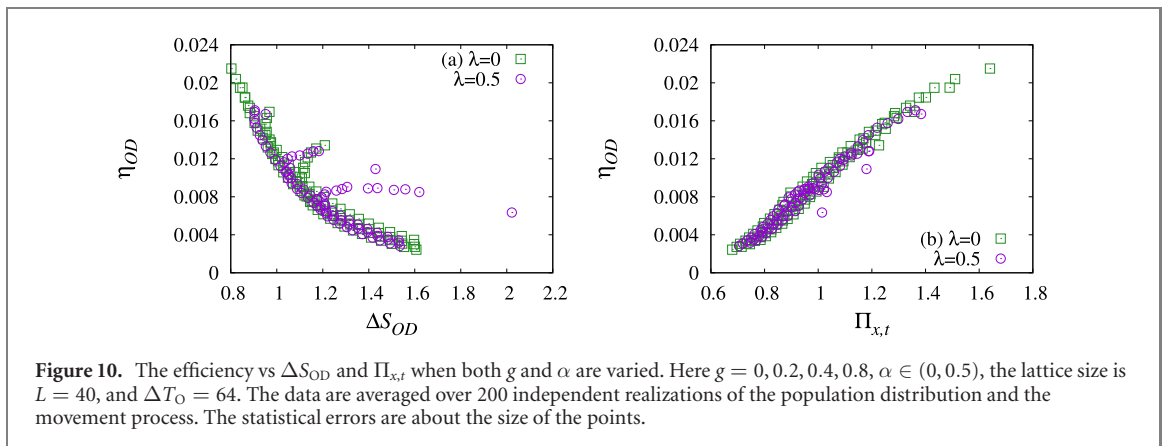 0.024
0.02
0.016
0.012
0.008
0.004
0
η_OD
0.8 1 1.2 1.4 1.6 1.8 2 2.2
ΔS_OD
(a) λ=0
λ=0.5
0.024
0.02
0.016
0.012
0.008
0.004
0
η_OD
0.6 0.8 1 1.2 1.4 1.6 1.8
Π_x,t
(b) λ=0
λ=0.5
Figure 10. The efficiency vs ΔS_OD and Π_x,t when both g and α are varied. Here g = 0, 0.2, 0.4, 0.8, α ∈ (0, 0.5), the lattice size is
L = 40, and ΔT_O = 64. The data are averaged over 200 independent realizations of the population distribution and the
movement process. The statistical errors are about the size of the points.